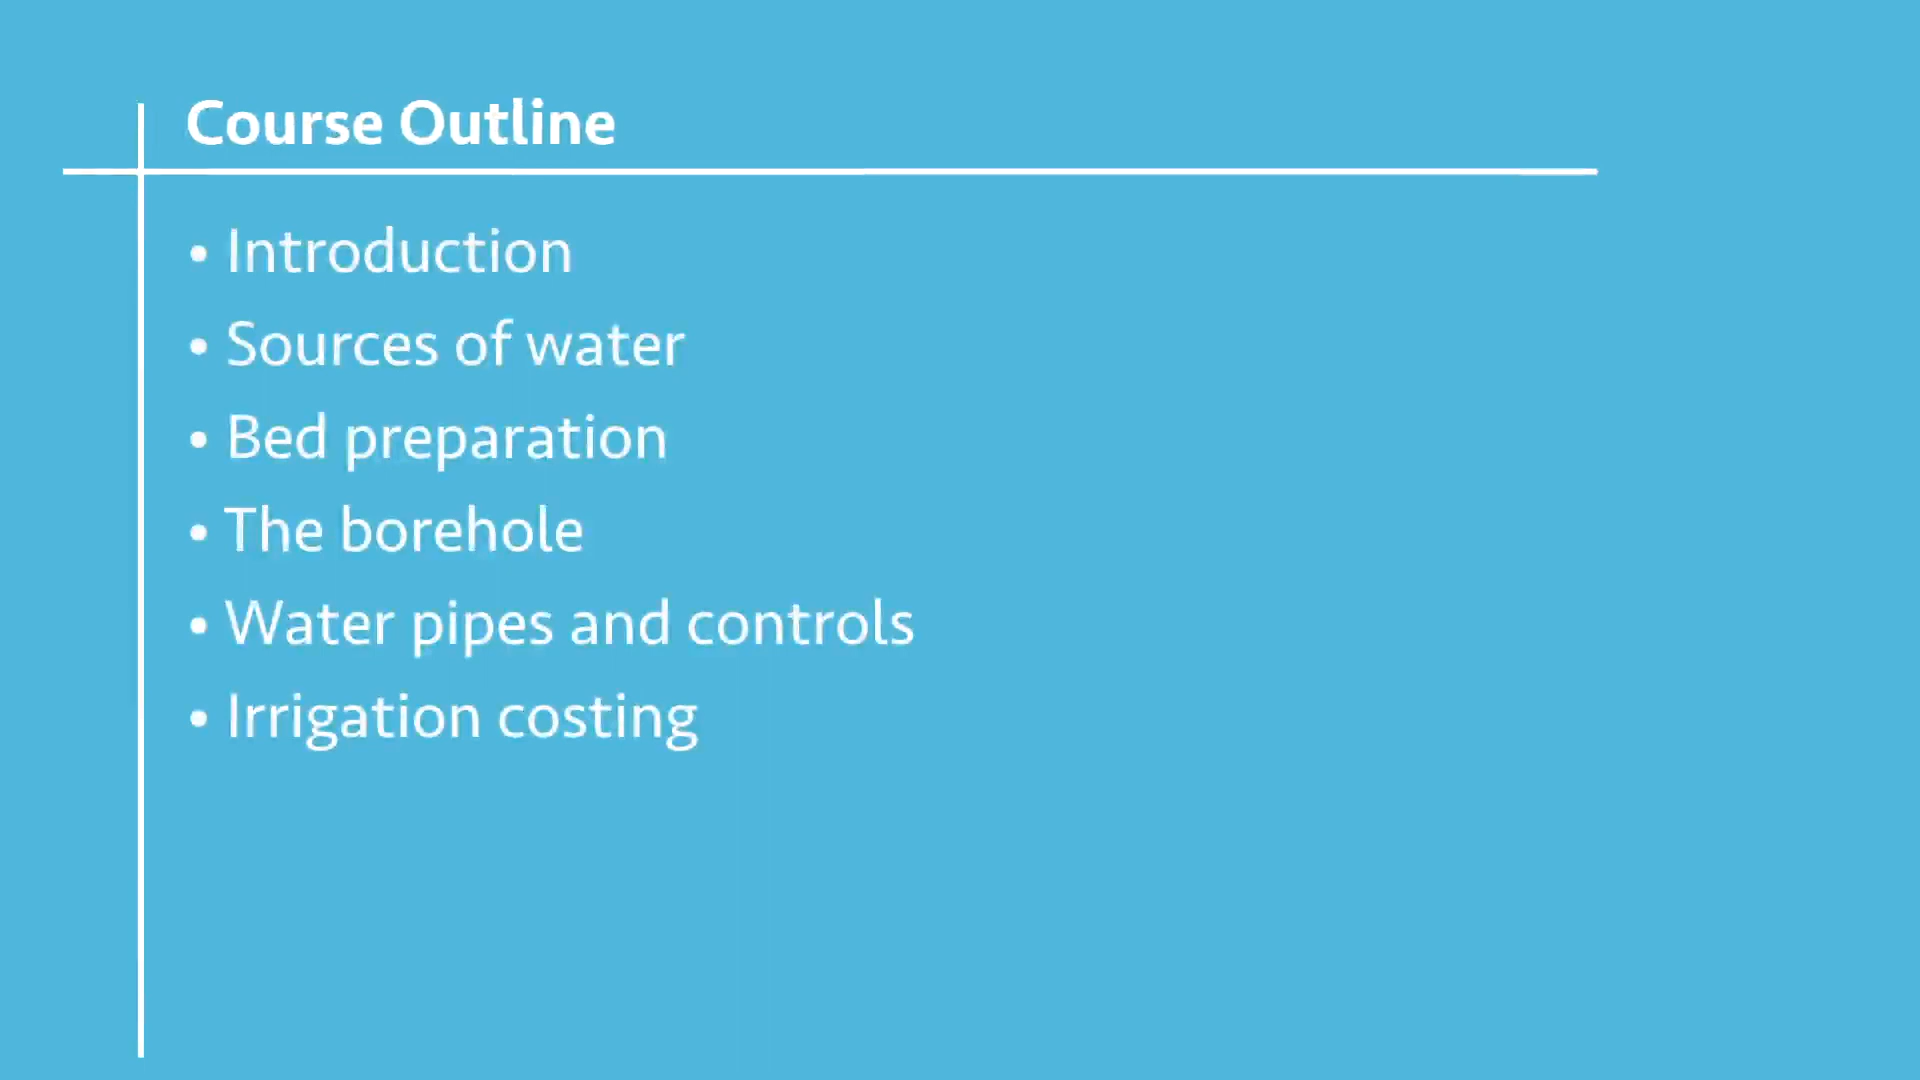 Course Outline
• Introduction
• Sources of water
• Bed preparation
• The borehole
• Water pipes and controls
• Irrigation costing